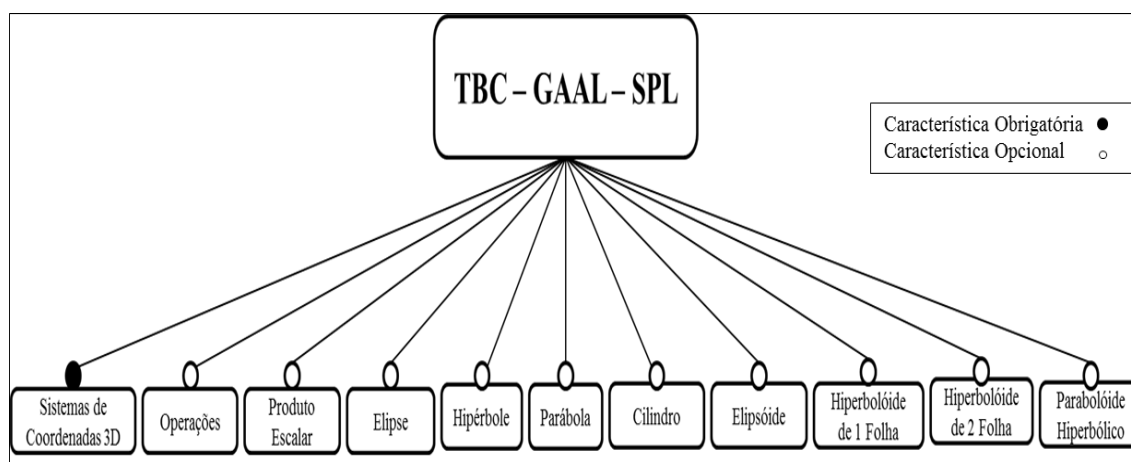 TBC – GAAL – SPL
Característica Obrigatória
Característica Opcional
Sistemas de
Coordenadas 3D
Operações
Produto
Escalar
Elipse
Hipérbole
Parábola
Cilindro
Elipsóide
Hiperbolóide
de 1 Folha
Hiperbolóide
de 2 Folha
Parabolóide
Hiperbólico